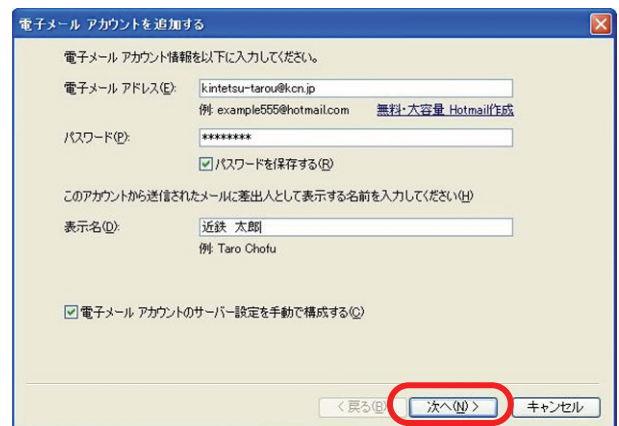 電子メール アカウントを追加する
電子メール アカウント情報を以下に入力してください。
電子メール アドレス(E): kintetsu-tarou@kcn.jp
例: example555@hotmail.com 無料・大容量 Hotmail作成
パスワード(P): ********
パスワードを保存する(R)
このアカウントから送信されたメールに差出人として表示する名前を入力してください(H)
表示名(D): 近鉄 太郎
例: Taro Chofu
電子メール アカウントのサーバー設定を手動で構成する(C)
< 戻る(B) 次へ(N) > キャンセル